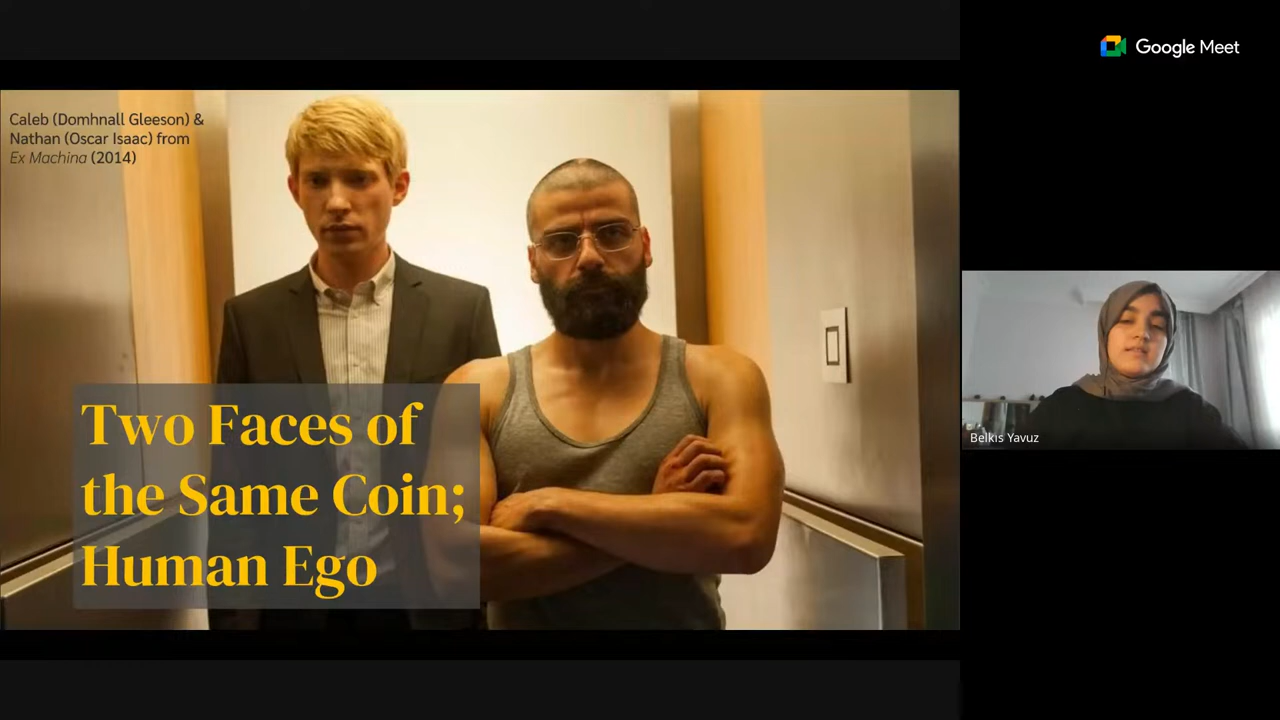 Caleb (Domhnall Gleeson) &
Nathan (Oscar Isaac) from
Ex Machina (2014)
Two Faces of
the Same Coin;
Human Ego
Google Meet
Belkıs Yavuz